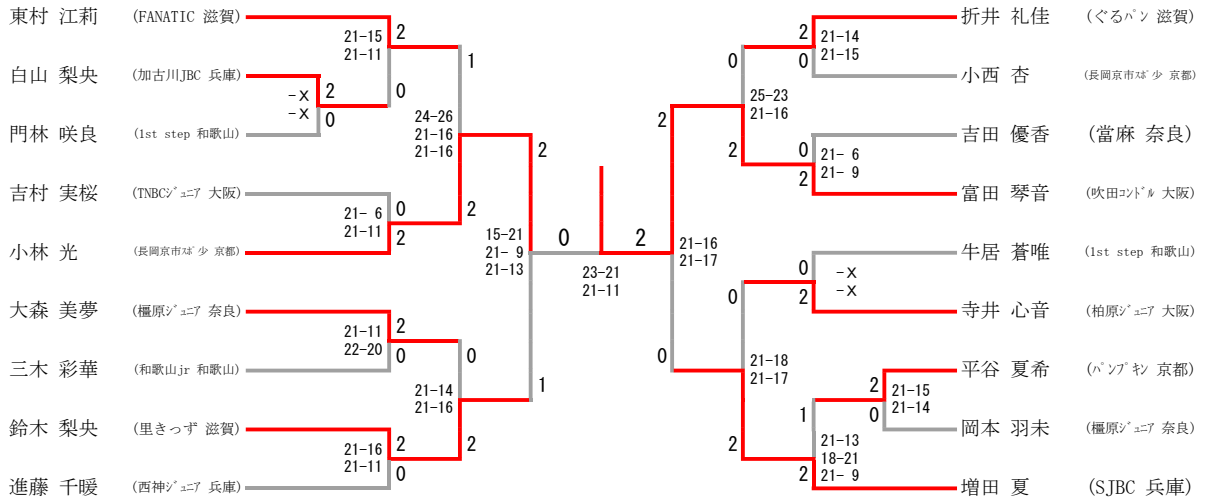 東村 江莉 (FANATIC 滋賀)
21-15 2
21-11
1
白山 梨央 (加古川JBC 兵庫)
-X 2
-X 0
0
門林 咲良 (1st step 和歌山)
24-26
21-16
21-16
2
吉村 実桜 (TNBCジュニア 大阪)
21- 6 0
21-11 2
2
小林 光 (長岡京市スポ少 京都)
15-21
21- 9
21-13
大森 美夢 (橿原ジュニア 奈良)
21-11 2
22-20 0
0
三木 彩華 (和歌山jr 和歌山)
21-14
21-16
1
鈴木 梨央 (里きっず 滋賀)
21-16 2
21-11 0
2
進藤 千暖 (西神ジュニア 兵庫)
0 2
23-21
21-11
折井 礼佳 (ぐるパン 滋賀)
2 21-14
0 21-15
0
小西 杏 (長岡京市スポ少 京都)
25-23
21-16
2
吉田 優香 (當麻 奈良)
0 21- 6
2 21- 9
2
富田 琴音 (吹田コンドル 大阪)
21-16
21-17
牛居 蒼唯 (1st step 和歌山)
0 -X
2 -X
0
寺井 心音 (柏原ジュニア 大阪)
21-18
21-17
0
平谷 夏希 (パンプキン 京都)
2 21-15
0 21-14
1
岡本 羽未 (橿原ジュニア 奈良)
21-13
18-21
21- 9
2
2
増田 夏 (SJBC 兵庫)